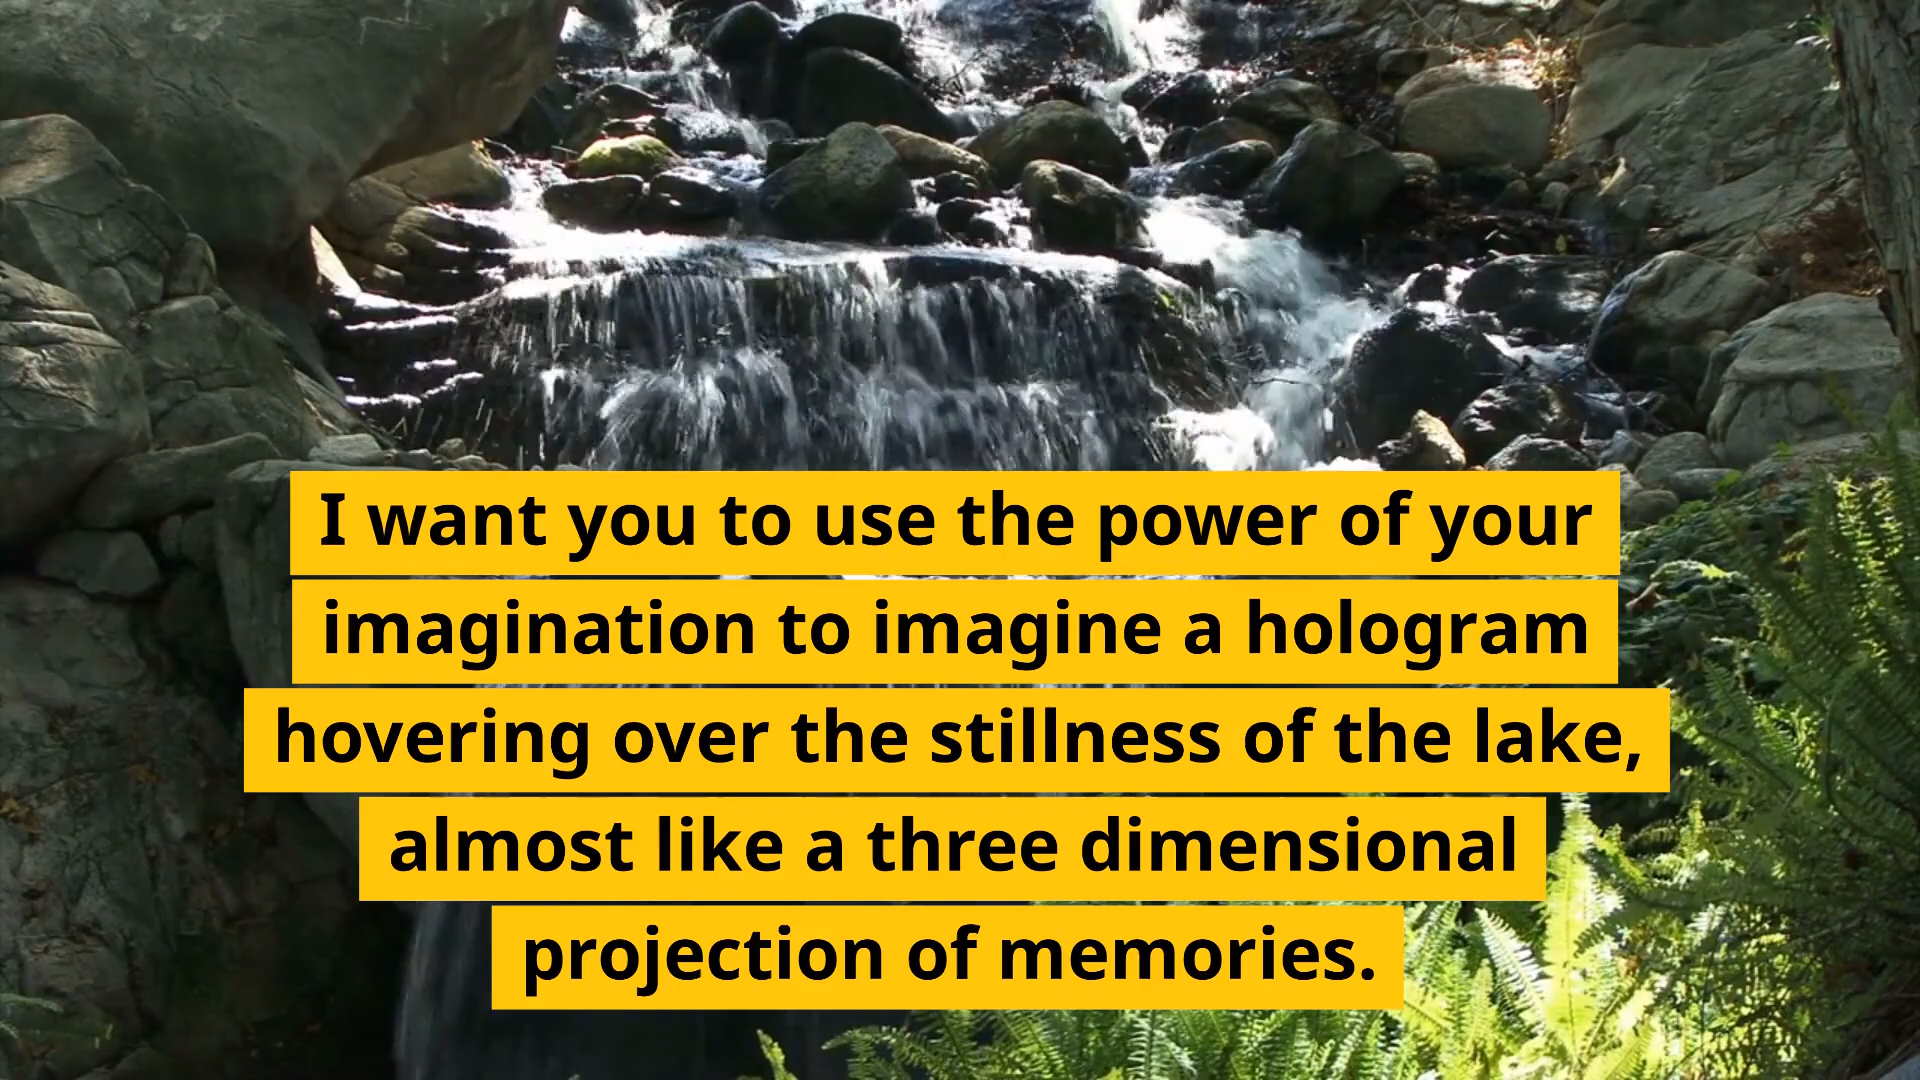 I want you to use the power of your
imagination to imagine a hologram
hovering over the stillness of the lake,
almost like a three dimensional
projection of memories.